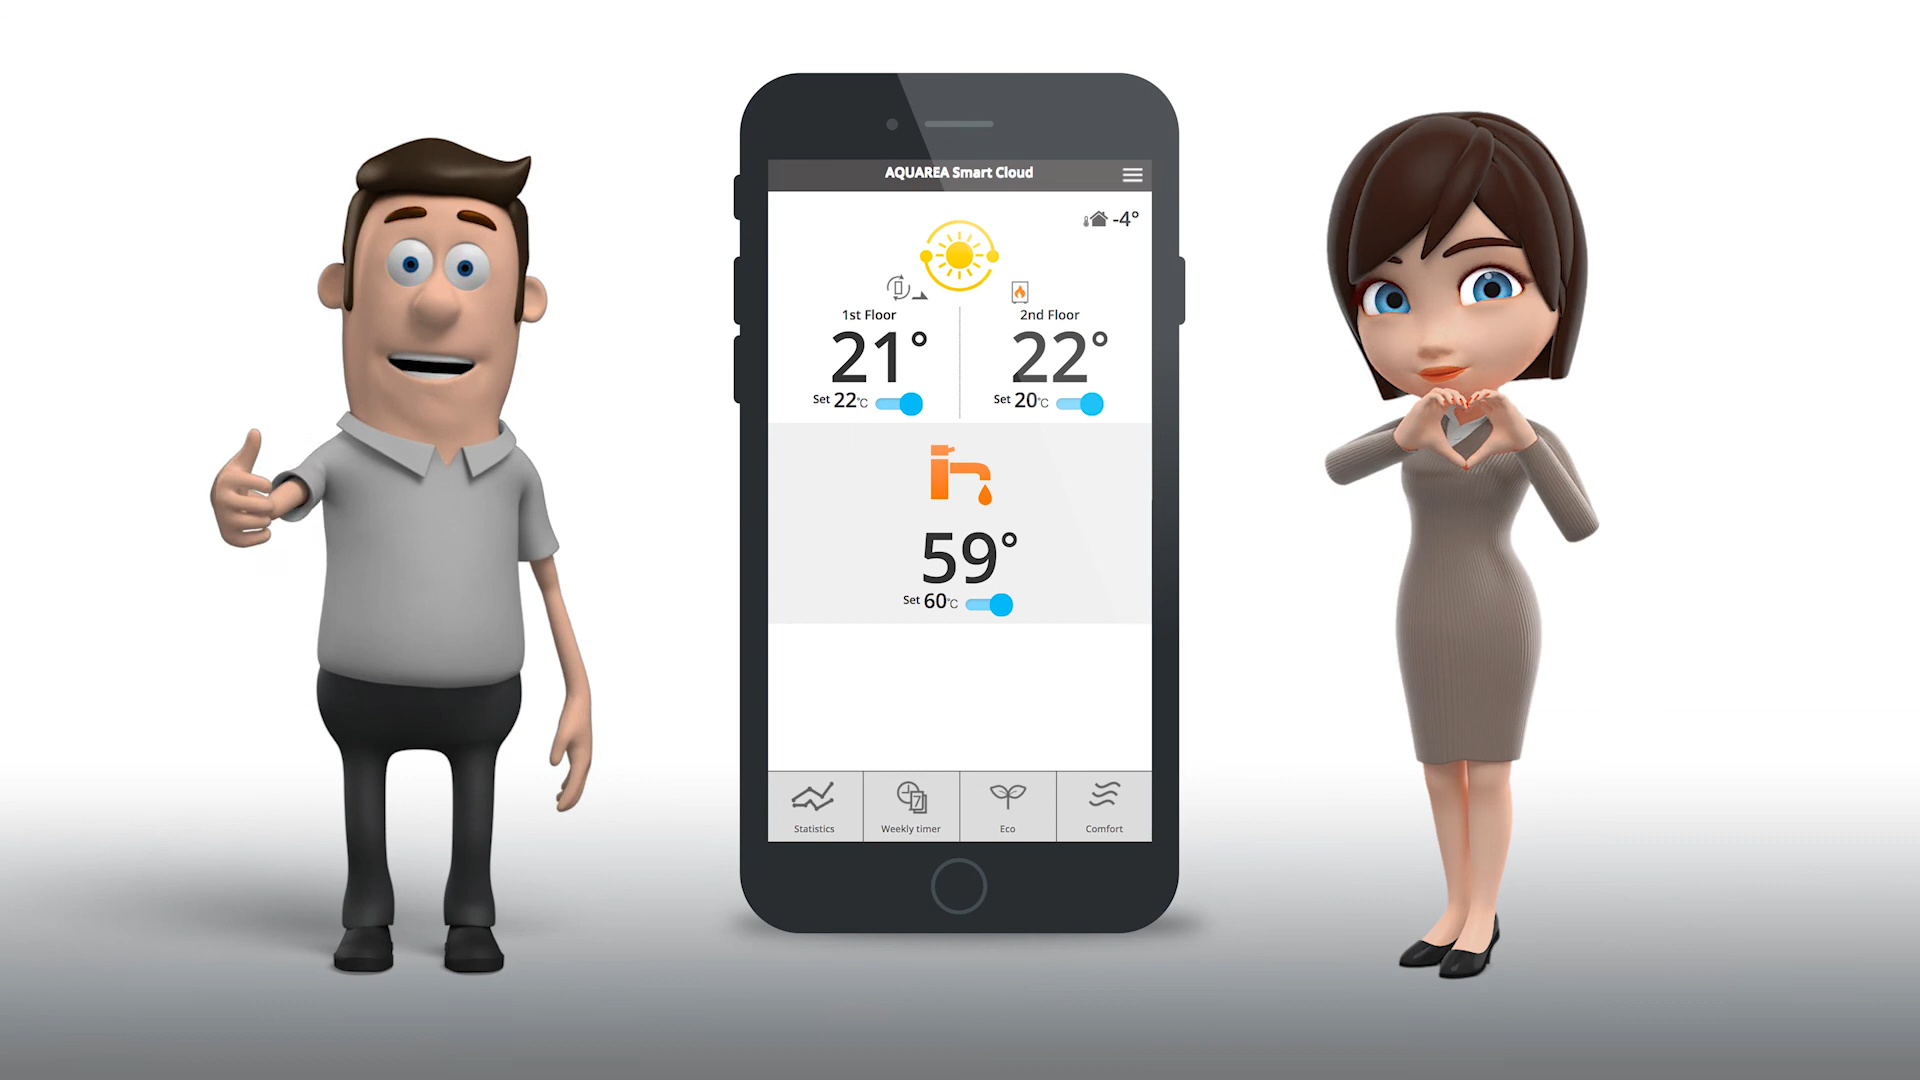 AQUAREA Smart Cloud
-4°
1st Floor
2nd Floor
21°
22°
Set 22°C
Set 20°C
59°
Set 60°C
7
Statistics
Weekly timer
Eco
Comfort